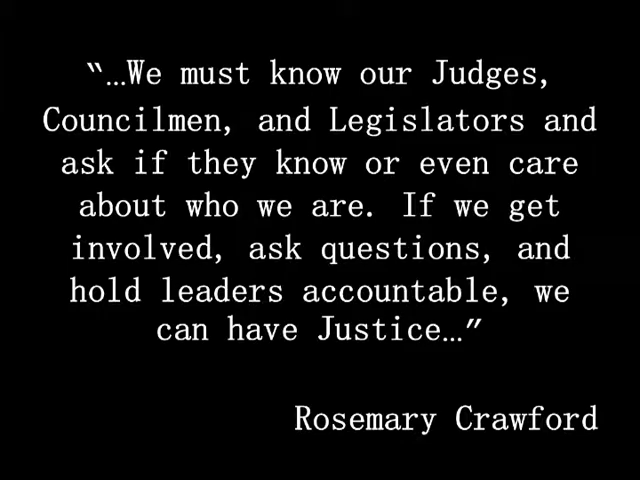 “…We must know our Judges,
Councilmen, and Legislators and
ask if they know or even care
about who we are. If we get
involved, ask questions, and
hold leaders accountable, we
can have Justice…”
Rosemary Crawford